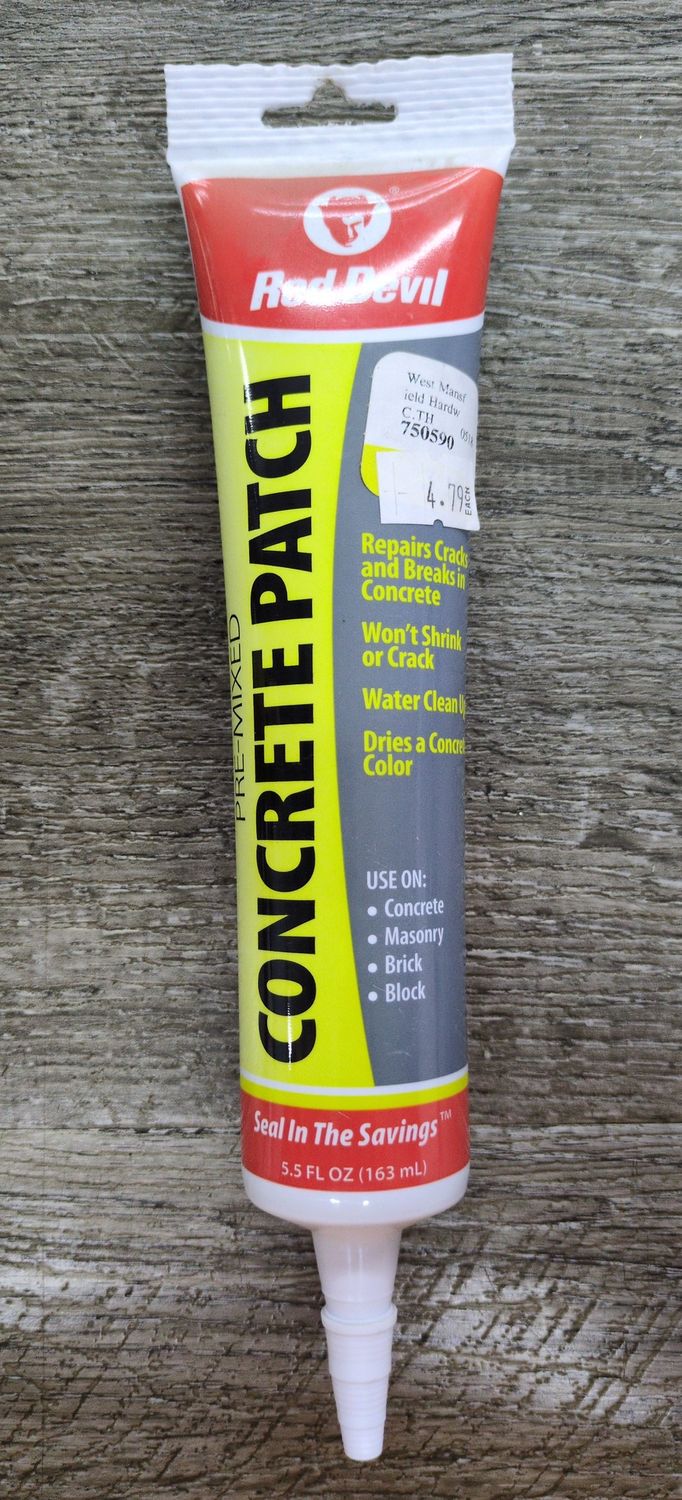 ®
Red Devil
PRE-MIXED
CONCRETE PATCH
West Mansf
ield Hardw
C.TH
750590
4.79
EACH
Repairs Cracks
and Breaks in
Concrete
Won't Shrink
or Crack
Water Clean
Dries a Concre
Color
USE ON:
• Concrete
• Masonry
• Brick
• Block
Seal In The Savings™
5.5 FL OZ (163 mL)